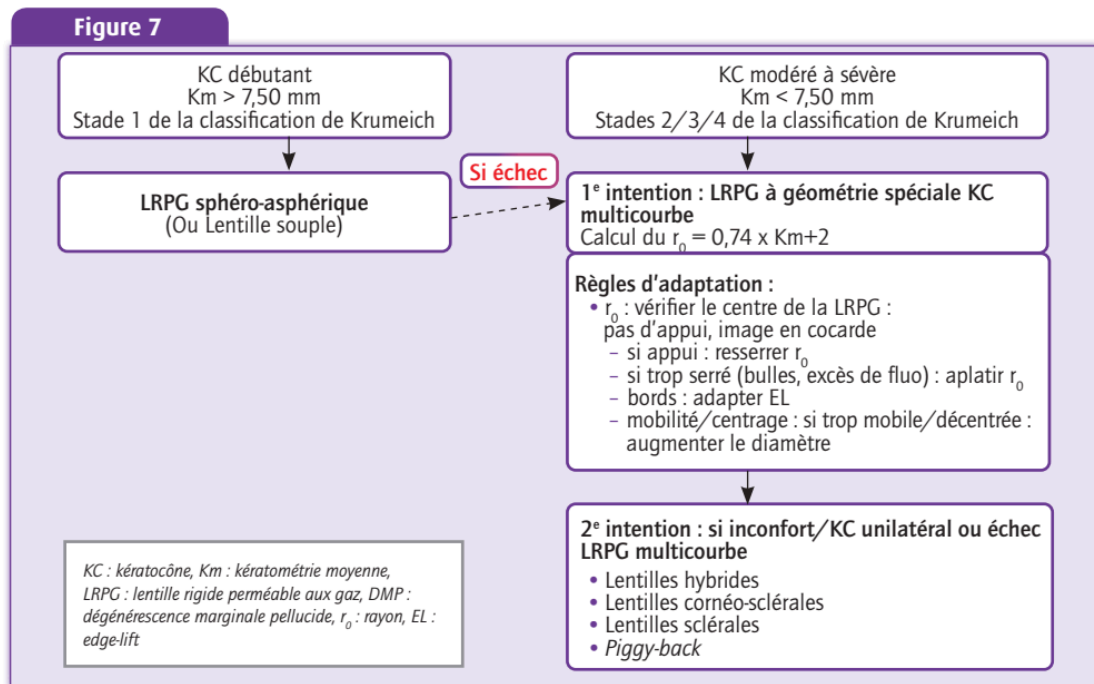 Figure 7
KC débutant
Km > 7,50 mm
Stade 1 de la classification de Krumeich
KC modéré à sévère
Km < 7,50 mm
Stades 2/3/4 de la classification de Krumeich
Si échec
LRPG sphéro-asphérique
(Ou Lentille souple)
1e intention : LRPG à géométrie spéciale KC
multicourbe
Calcul du r0 = 0,74 x Km+2
Règles d'adaptation :
• r0 : vérifier le centre de la LRPG :
pas d'appui, image en cocarde
– si appui : resserrer r0
– si trop serré (bulles, excès de fluo) : aplatir r0
– bords : adapter EL
– mobilité/centrage : si trop mobile/décentrée :
augmenter le diamètre
2e intention : si inconfort/KC unilatéral ou échec
LRPG multicourbe
• Lentilles hybrides
• Lentilles cornéo-sclérales
• Lentilles sclérales
• Piggy-back
KC : kératocône, Km : kératométrie moyenne,
LRPG : lentille rigide perméable aux gaz, DMP :
dégénérescence marginale pellucide, r0 : rayon, EL :
edge-lift